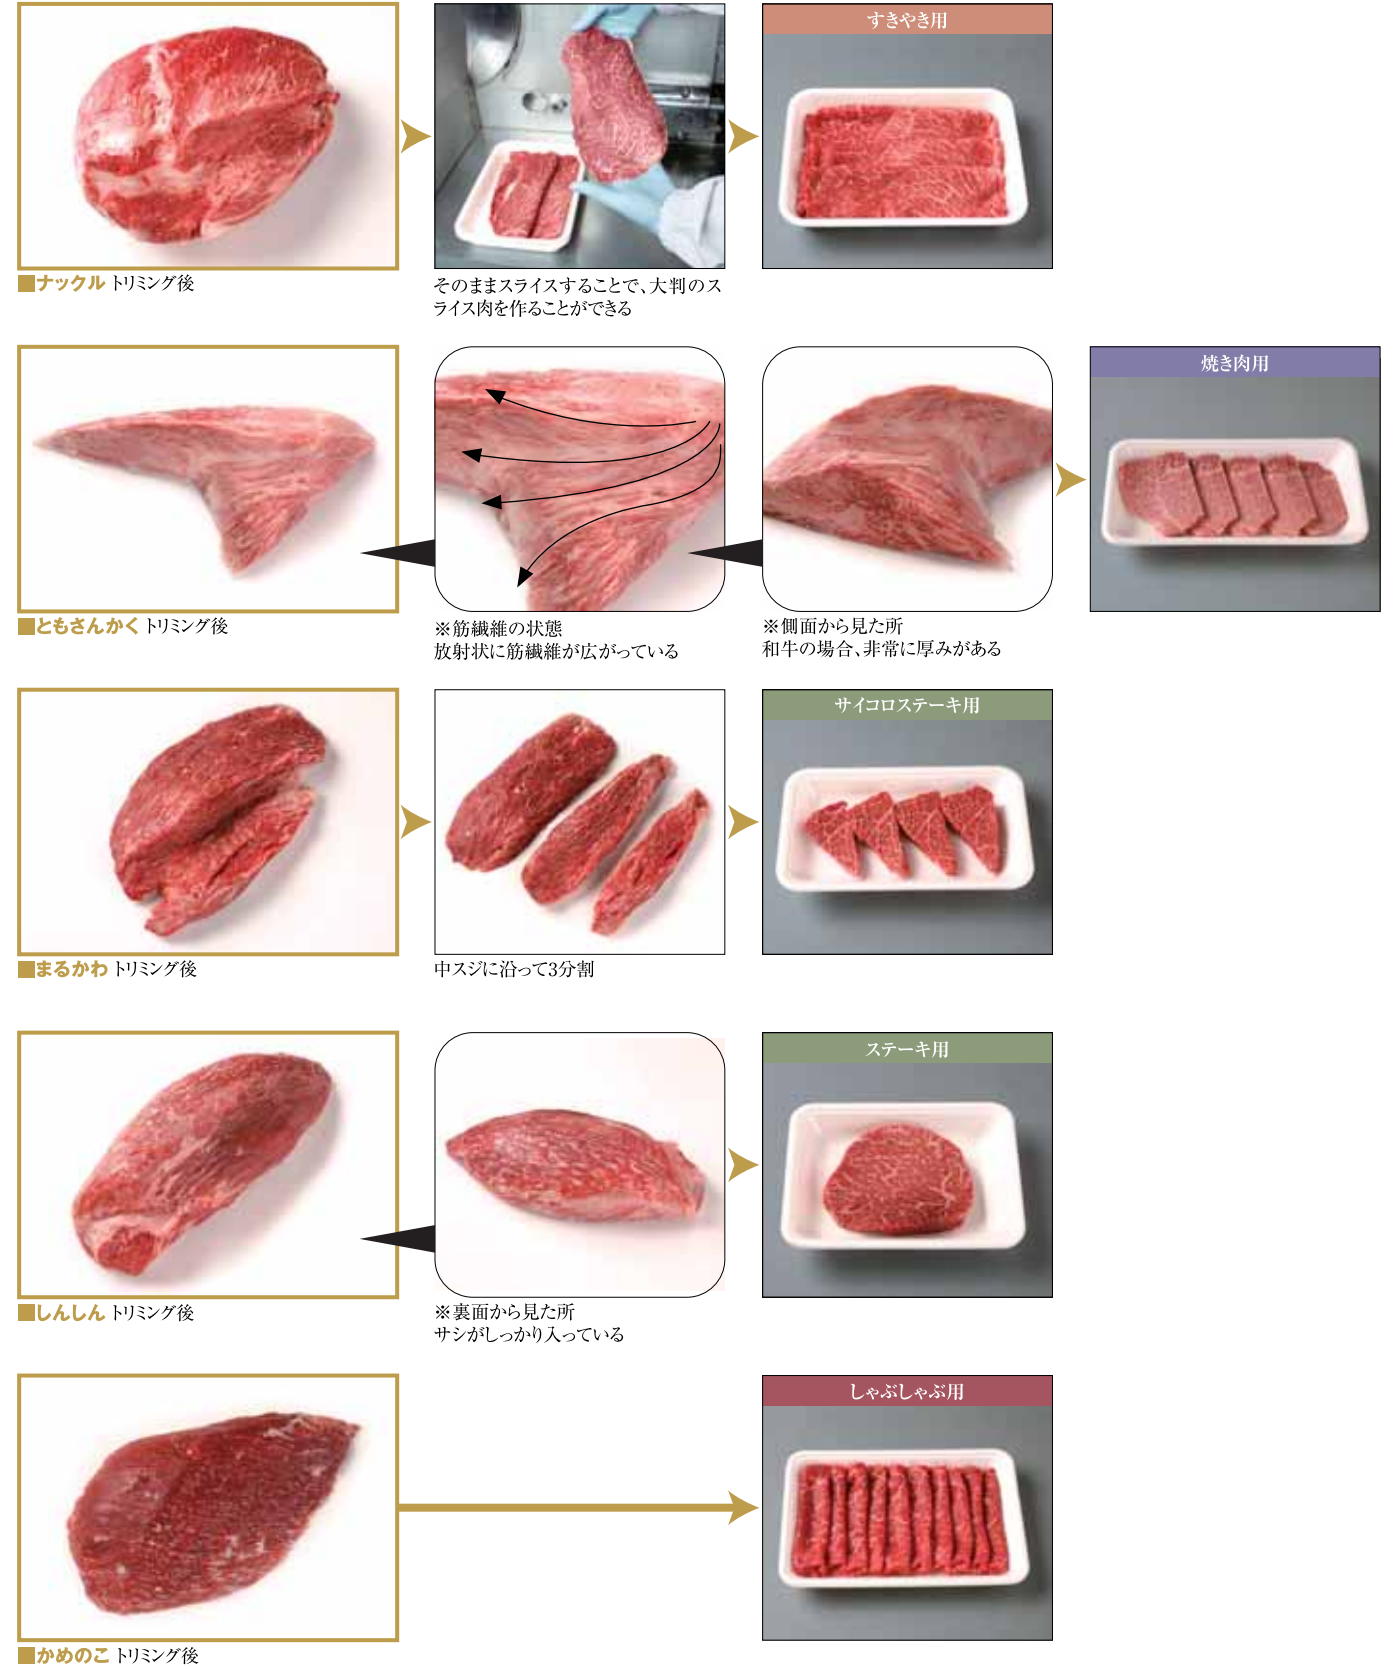 すきやき用
■ナックル トリミング後
そのままスライスすることで、大判のス
ライス肉を作ることができる
焼き肉用
■ともさんかく トリミング後
※筋繊維の状態
放射状に筋繊維が広がっている
※側面から見た所
和牛の場合、非常に厚みがある
サイコロステーキ用
■まるかわ トリミング後
中スジに沿って3分割
ステーキ用
■しんしん トリミング後
※裏面から見た所
サシがしっかり入っている
しゃぶしゃぶ用
■かめのこ トリミング後